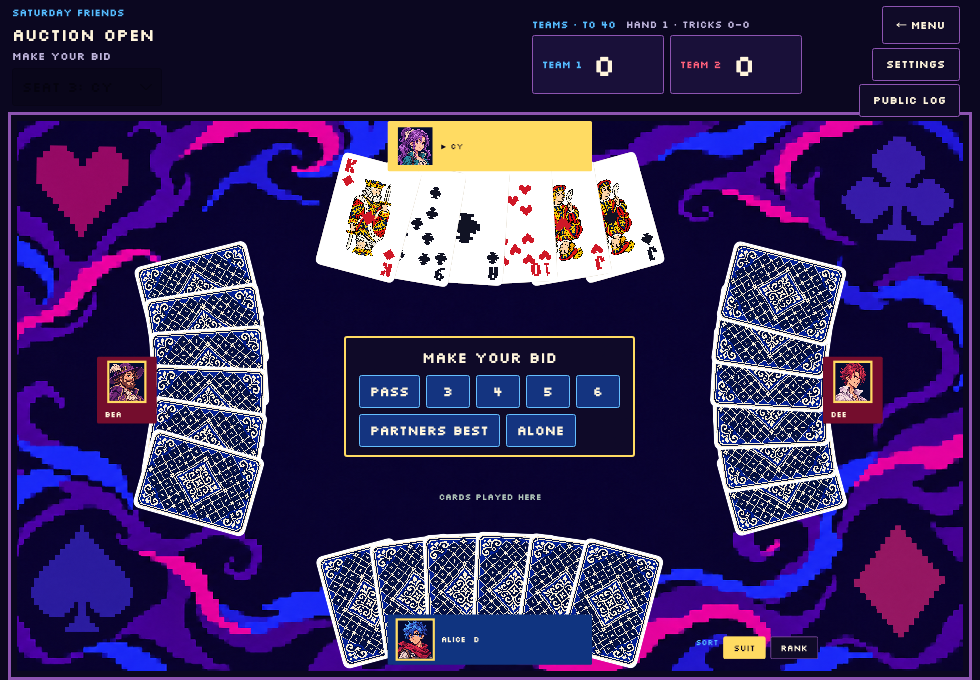 SATURDAY FRIENDS
AUCTION OPEN
MAKE YOUR BID
TEAMS · TO 40 HAND 1 · TRICKS 0-0
TEAM 1 0
TEAM 2 0
← MENU
SETTINGS
PUBLIC LOG
▶ CY
K
K
9
A
10
J
J
BEA
DEE
MAKE YOUR BID
PASS 3 4 5 6
PARTNERS BEST ALONE
CARDS PLAYED HERE
ALICE D
SORT SUIT RANK